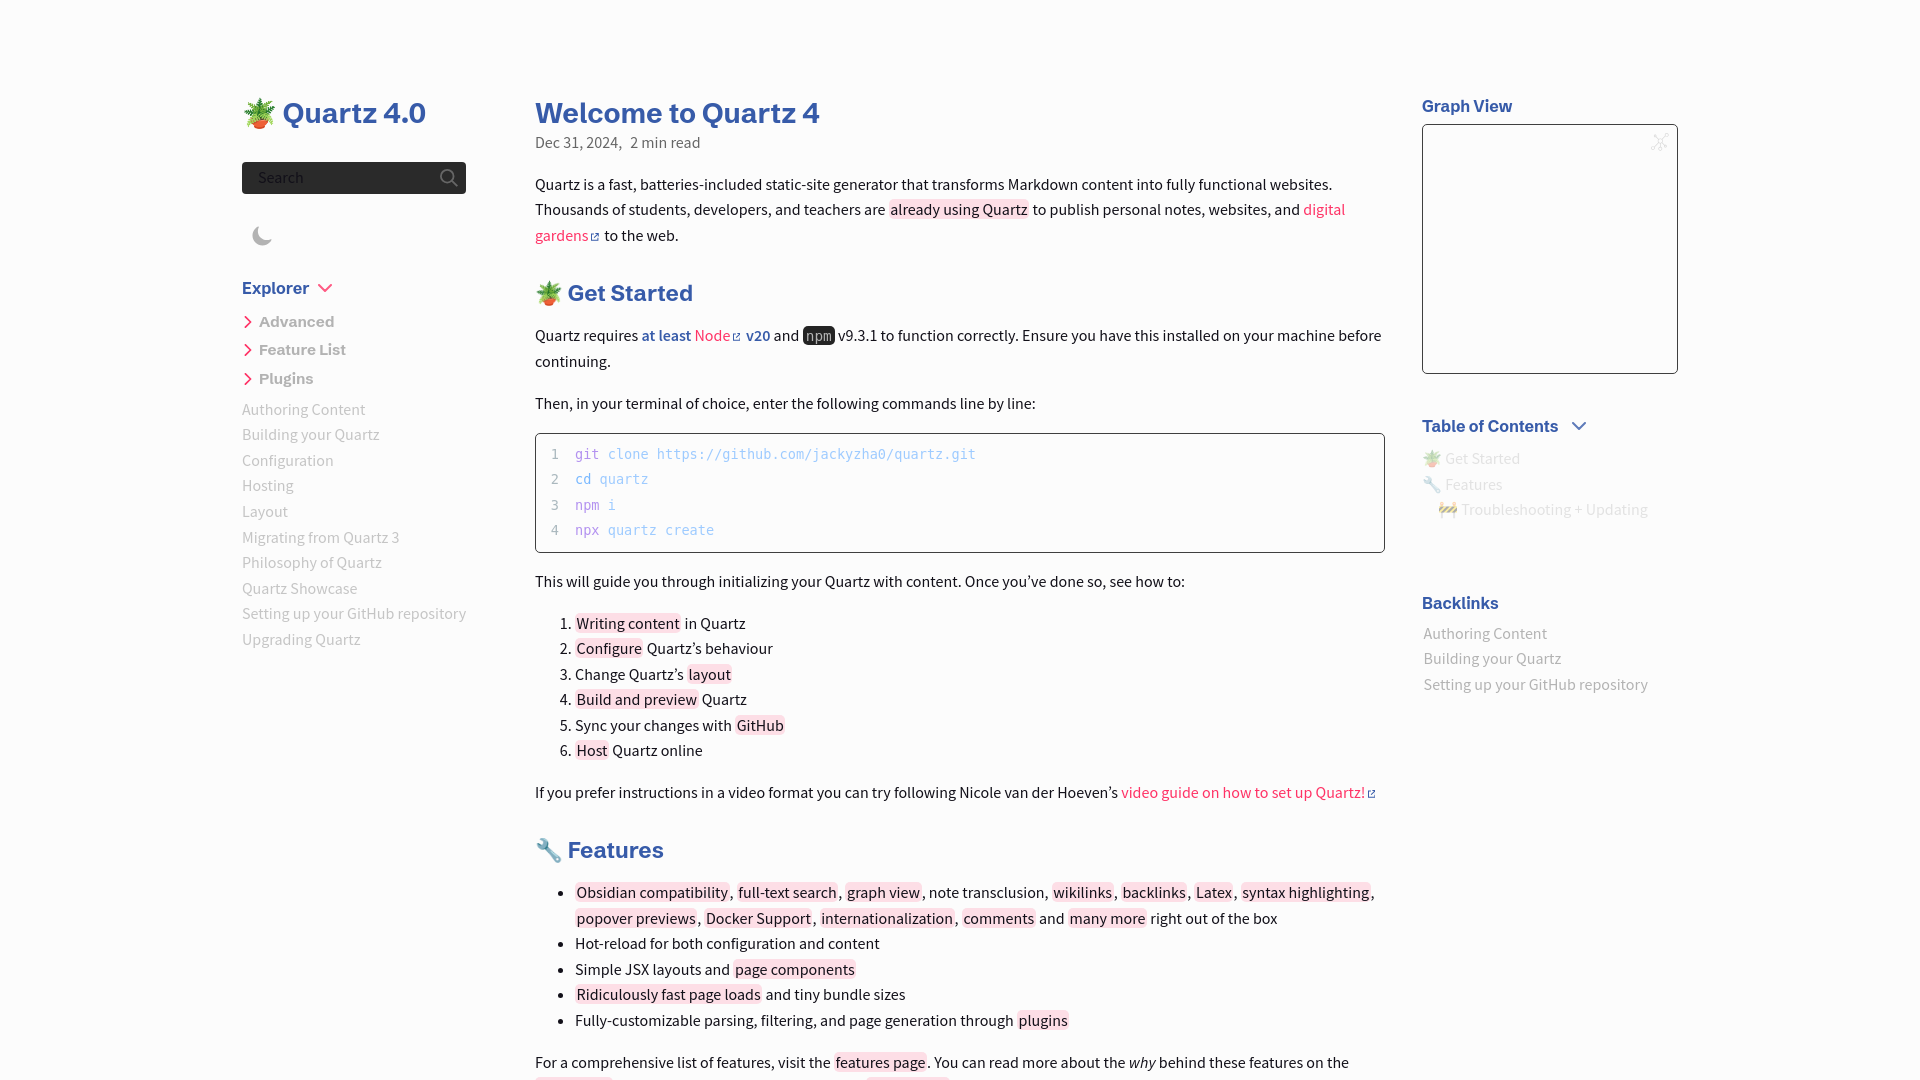 🪴 Quartz 4.0
Search
Explorer
Advanced
Feature List
Plugins
Authoring Content
Building your Quartz
Configuration
Hosting
Layout
Migrating from Quartz 3
Philosophy of Quartz
Quartz Showcase
Setting up your GitHub repository
Upgrading Quartz
Welcome to Quartz 4
Dec 31, 2024, 2 min read
Quartz is a fast, batteries-included static-site generator that transforms Markdown content into fully functional websites.
Thousands of students, developers, and teachers are already using Quartz to publish personal notes, websites, and digital
gardens to the web.
🪴 Get Started
Quartz requires at least Node v20 and npm v9.3.1 to function correctly. Ensure you have this installed on your machine before
continuing.
Then, in your terminal of choice, enter the following commands line by line:
1 git clone https://github.com/jackyzha0/quartz.git
2 cd quartz
3 npm i
4 npx quartz create
This will guide you through initializing your Quartz with content. Once you’ve done so, see how to:
1. Writing content in Quartz
2. Configure Quartz’s behaviour
3. Change Quartz’s layout
4. Build and preview Quartz
5. Sync your changes with GitHub
6. Host Quartz online
If you prefer instructions in a video format you can try following Nicole van der Hoeven’s video guide on how to set up Quartz!
🔧 Features
• Obsidian compatibility, full-text search, graph view, note transclusion, wikilinks, backlinks, Latex, syntax highlighting,
popover previews, Docker Support, internationalization, comments and many more right out of the box
• Hot-reload for both configuration and content
• Simple JSX layouts and page components
• Ridiculously fast page loads and tiny bundle sizes
• Fully-customizable parsing, filtering, and page generation through plugins
For a comprehensive list of features, visit the features page. You can read more about the why behind these features on the
Graph View
Table of Contents
🪴 Get Started
🔧 Features
🚧 Troubleshooting + Updating
Backlinks
Authoring Content
Building your Quartz
Setting up your GitHub repository